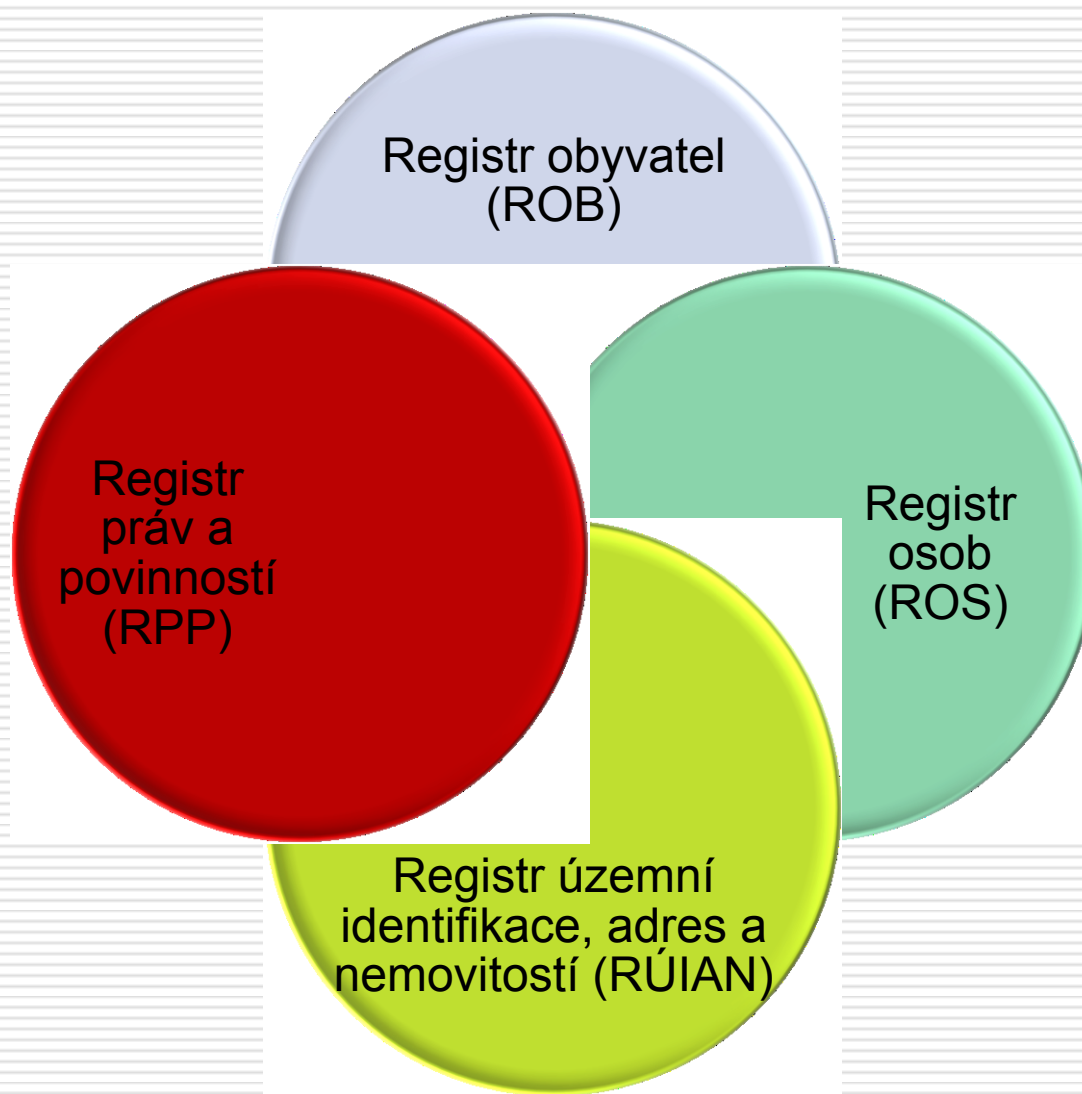 Registr obyvatel
(ROB)
Registr
práv a
povinností
(RPP)
Registr
osob
(ROS)
Registr územní
identifikace, adres a
nemovitostí (RÚIAN)